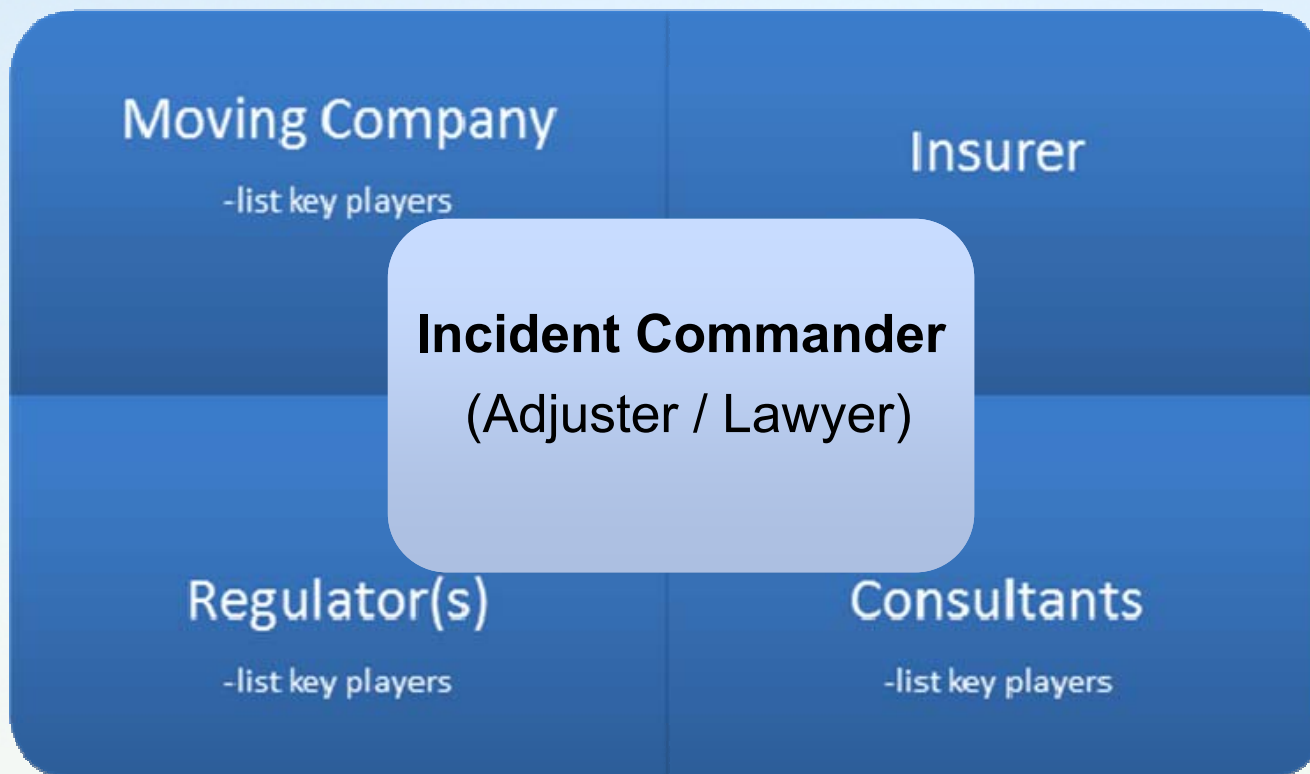 Moving Company
-list key players
Insurer
Incident Commander
(Adjuster / Lawyer)
Regulator(s)
-list key players
Consultants
-list key players